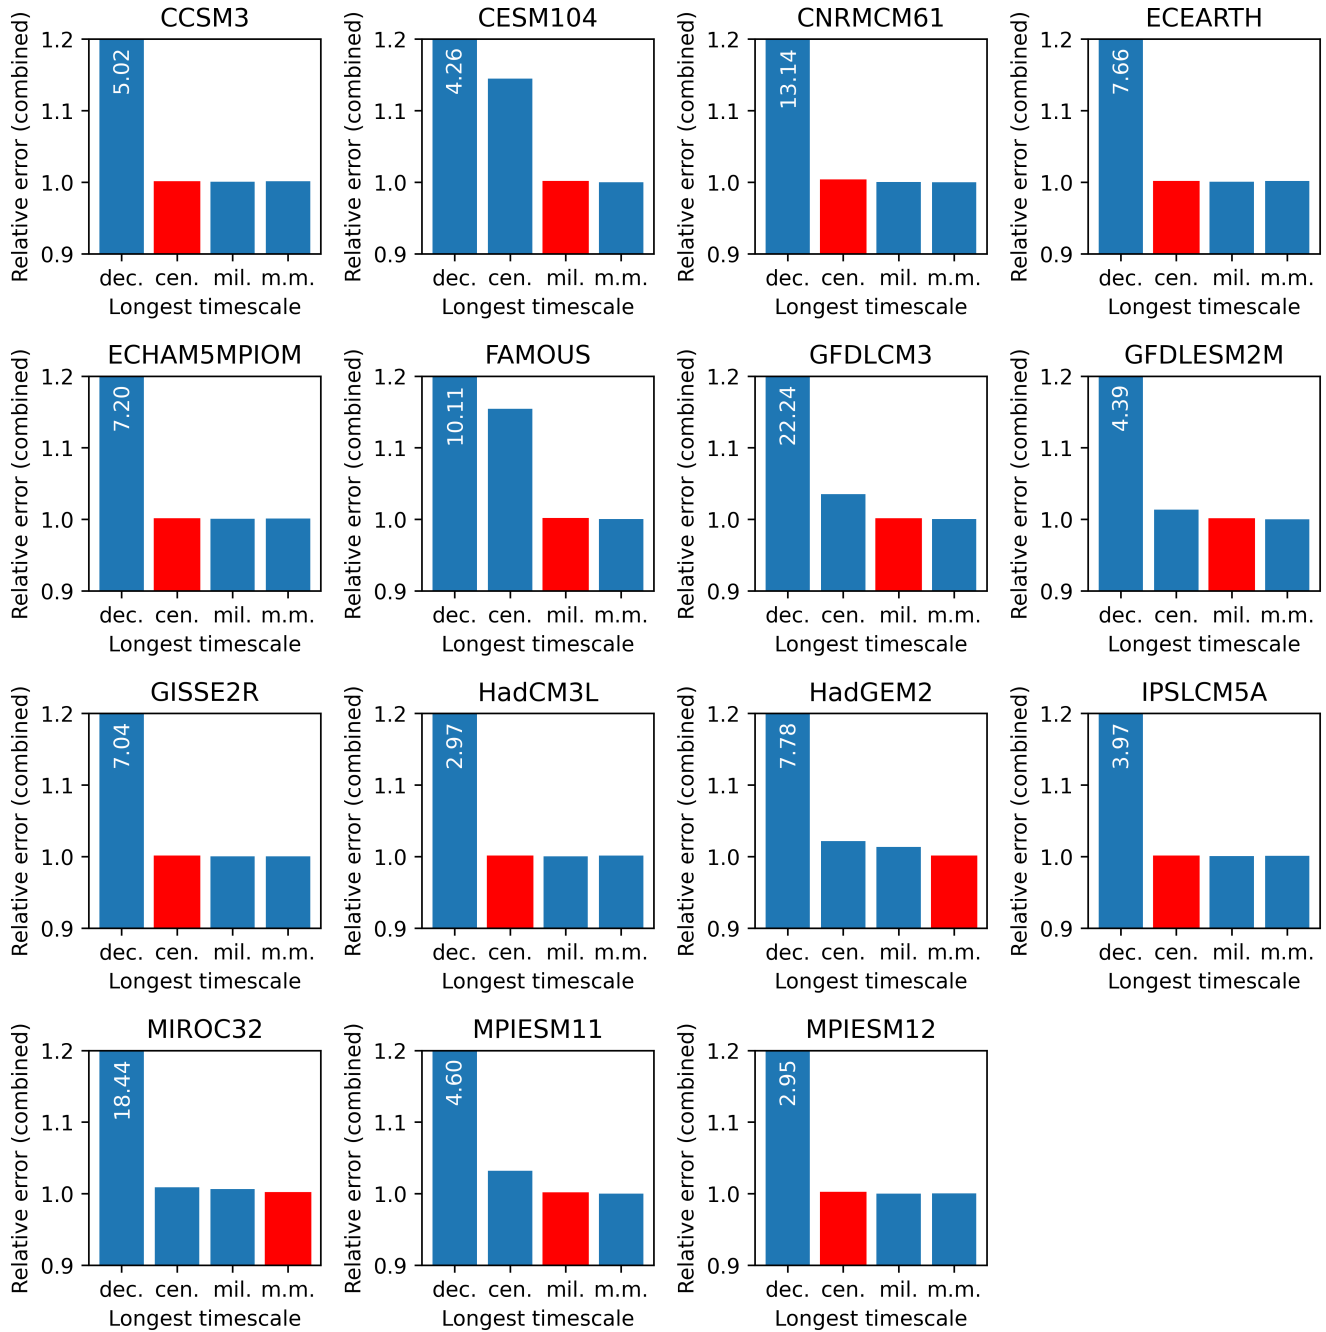 CCSM3
Relative error (combined)
1.2
1.1
1.0
0.9
5.02
dec. cen. mil. m.m.
Longest timescale
CESM104
Relative error (combined)
1.2
1.1
1.0
0.9
4.26
dec. cen. mil. m.m.
Longest timescale
CNRMCM61
Relative error (combined)
1.2
1.1
1.0
0.9
13.14
dec. cen. mil. m.m.
Longest timescale
ECEARTH
Relative error (combined)
1.2
1.1
1.0
0.9
7.66
dec. cen. mil. m.m.
Longest timescale
ECHAM5MPIOM
Relative error (combined)
1.2
1.1
1.0
0.9
7.20
dec. cen. mil. m.m.
Longest timescale
FAMOUS
Relative error (combined)
1.2
1.1
1.0
0.9
10.11
dec. cen. mil. m.m.
Longest timescale
GFDLCM3
Relative error (combined)
1.2
1.1
1.0
0.9
22.24
dec. cen. mil. m.m.
Longest timescale
GFDLESM2M
Relative error (combined)
1.2
1.1
1.0
0.9
4.39
dec. cen. mil. m.m.
Longest timescale
GISSE2R
Relative error (combined)
1.2
1.1
1.0
0.9
7.04
dec. cen. mil. m.m.
Longest timescale
HadCM3L
Relative error (combined)
1.2
1.1
1.0
0.9
2.97
dec. cen. mil. m.m.
Longest timescale
HadGEM2
Relative error (combined)
1.2
1.1
1.0
0.9
7.78
dec. cen. mil. m.m.
Longest timescale
IPSLCM5A
Relative error (combined)
1.2
1.1
1.0
0.9
3.97
dec. cen. mil. m.m.
Longest timescale
MIROC32
Relative error (combined)
1.2
1.1
1.0
0.9
18.44
dec. cen. mil. m.m.
Longest timescale
MPIESM11
Relative error (combined)
1.2
1.1
1.0
0.9
4.60
dec. cen. mil. m.m.
Longest timescale
MPIESM12
Relative error (combined)
1.2
1.1
1.0
0.9
2.95
dec. cen. mil. m.m.
Longest timescale